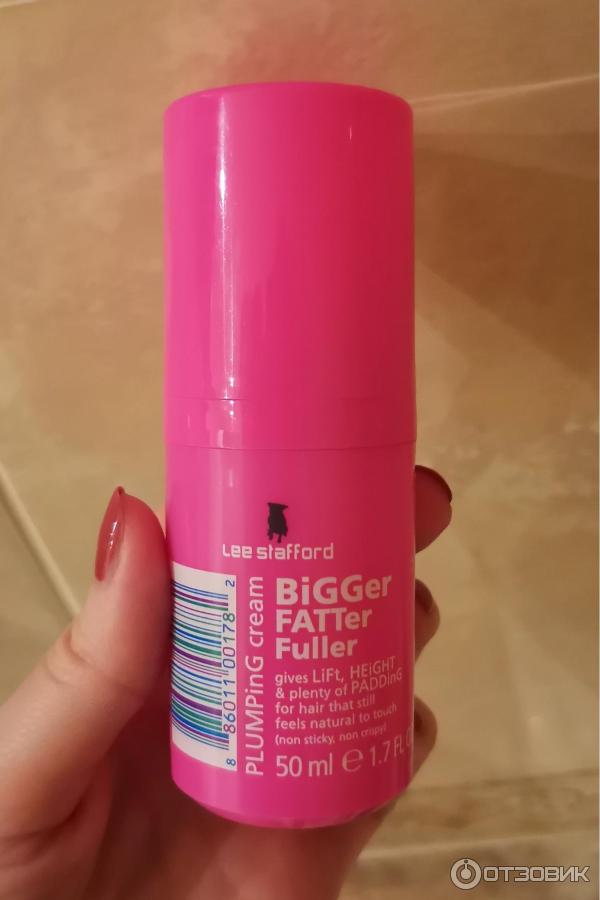 Lee Stafford
PLUMPinG cream
BiGGer
FATTer
Fuller
gives LiFt, HEiGHT
& plenty of PADDinG
for hair that still
feels natural to touch
(non sticky, non crispy)
50 ml ℮ 1.7 FL
8 86011 00178 2
ОТЗОВИК